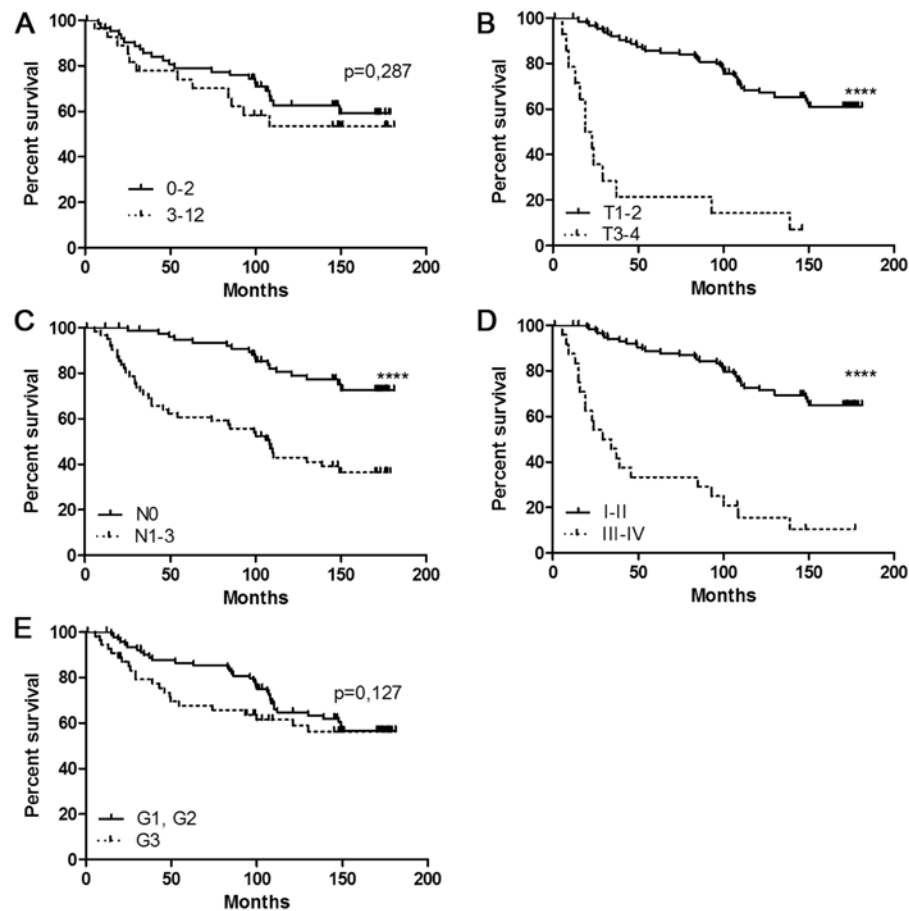 A
100
80
60
40
20
0
Percent survival
p=0,287
0-2
3-12
0 50 100 150 200
Months
B
100
80
60
40
20
0
Percent survival
****
T1-2
T3-4
0 50 100 150 200
Months
C
100
80
60
40
20
0
Percent survival
****
N0
N1-3
0 50 100 150 200
Months
D
100
80
60
40
20
0
Percent survival
****
I-II
III-IV
0 50 100 150 200
Months
E
100
80
60
40
20
0
Percent survival
p=0,127
G1, G2
G3
0 50 100 150 200
Months